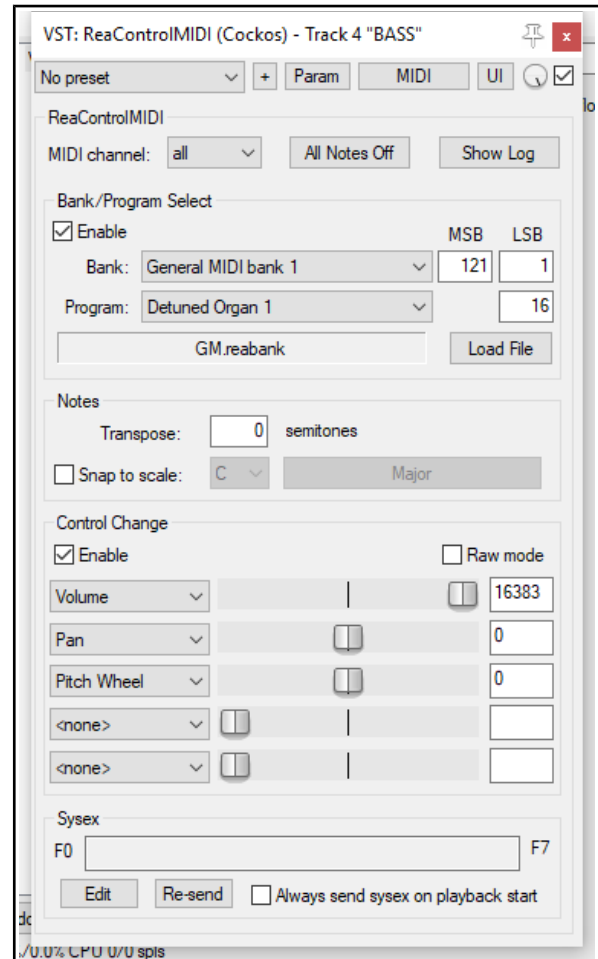 VST: ReaControlMIDI (Cockos) - Track 4 "BASS" x
No preset + Param MIDI UI
ReaControlMIDI
MIDI channel: all All Notes Off Show Log
Bank/Program Select
Enable MSB LSB
Bank: General MIDI bank 1 121 1
Program: Detuned Organ 1 16
GM.reabank Load File
Notes
Transpose: 0 semitones
Snap to scale: C Major
Control Change
Enable Raw mode
Volume 16383
Pan 0
Pitch Wheel 0
<none>
<none>
Sysex
F0 F7
Edit Re-send Always send sysex on playback start
/0.0% CPU 0/0 spls